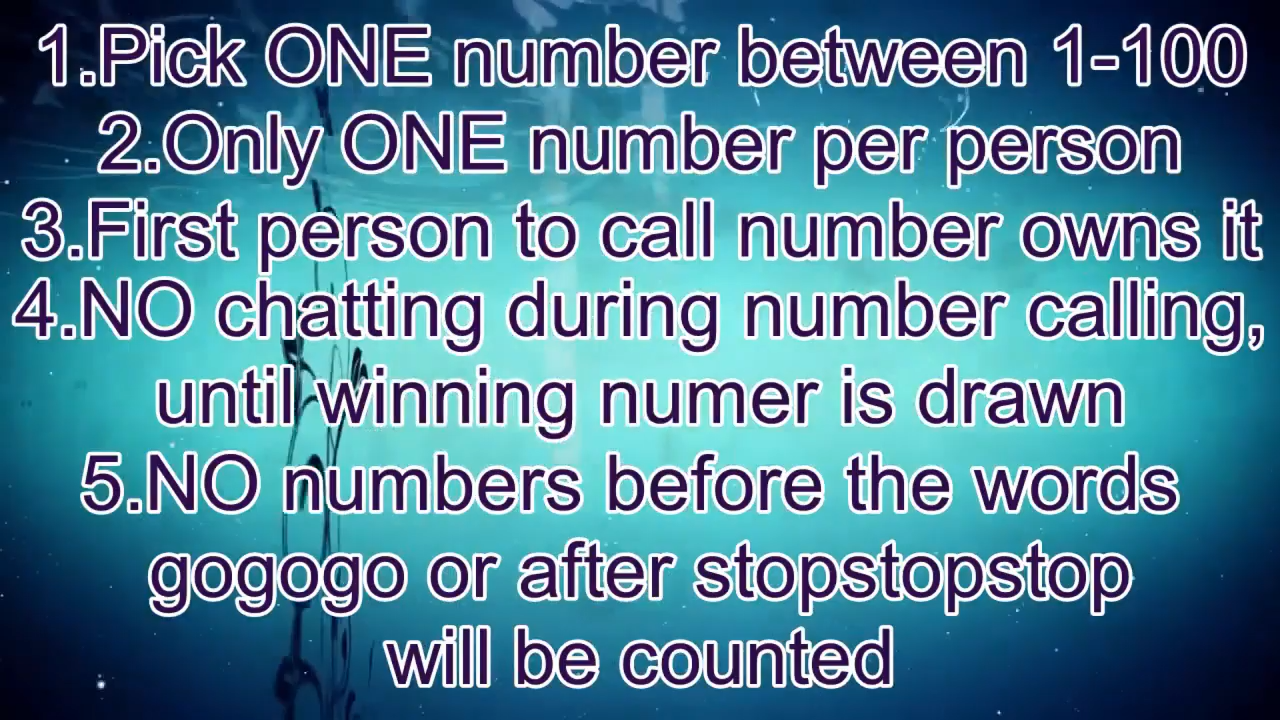 1.Pick ONE number between 1-100
2.Only ONE number per person
3.First person to call number owns it
4.NO chatting during number calling,
until winning numer is drawn
5.NO numbers before the words
gogogo or after stopstopstop
will be counted